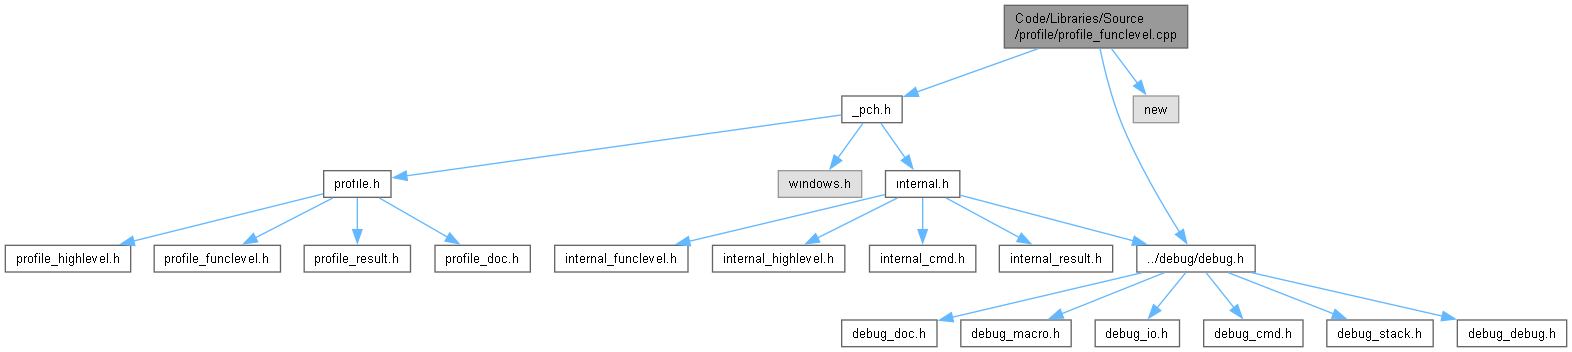 Code/Libraries/Source
/profile/profile_funclevel.cpp
_pch.h
new
profile.h
windows.h
internal.h
profile_highlevel.h
profile_funclevel.h
profile_result.h
profile_doc.h
internal_funclevel.h
internal_highlevel.h
internal_cmd.h
internal_result.h
../debug/debug.h
debug_doc.h
debug_macro.h
debug_io.h
debug_cmd.h
debug_stack.h
debug_debug.h